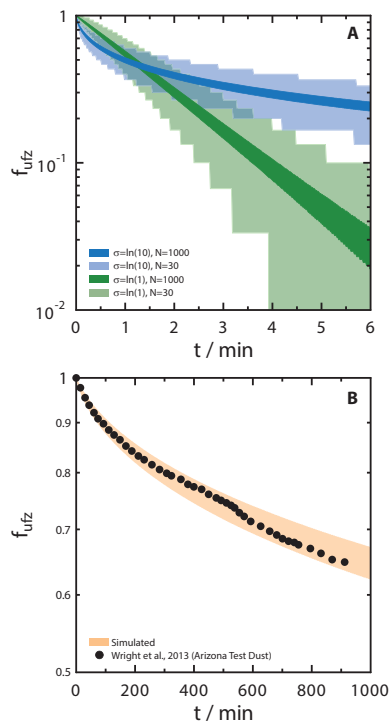 A
1
10⁻¹
10⁻²
f_ufz
σ=ln(10), N=1000
σ=ln(10), N=30
σ=ln(1), N=1000
σ=ln(1), N=30
0 1 2 3 4 5 6
t / min
B
1
0.9
0.8
0.7
0.6
0.5
f_ufz
Simulated
Wright et al., 2013 (Arizona Test Dust)
0 200 400 600 800 1000
t / min